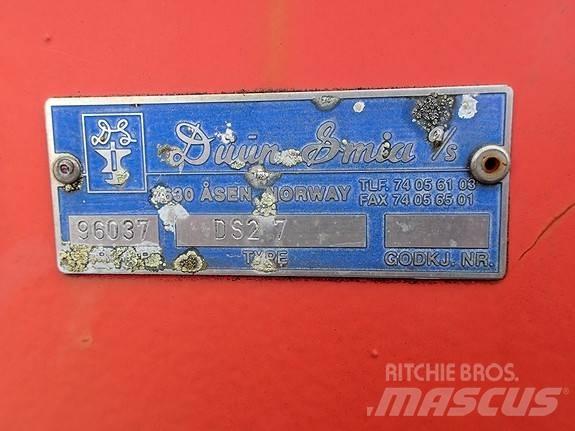 Duun Smia A/S
7630 ÅSEN, NORWAY
TLF. 74 05 61 03
FAX 74 05 65 01
96037 DS2 7
TYPE GODKJ. NR.
RITCHIE BROS.
MASCUS